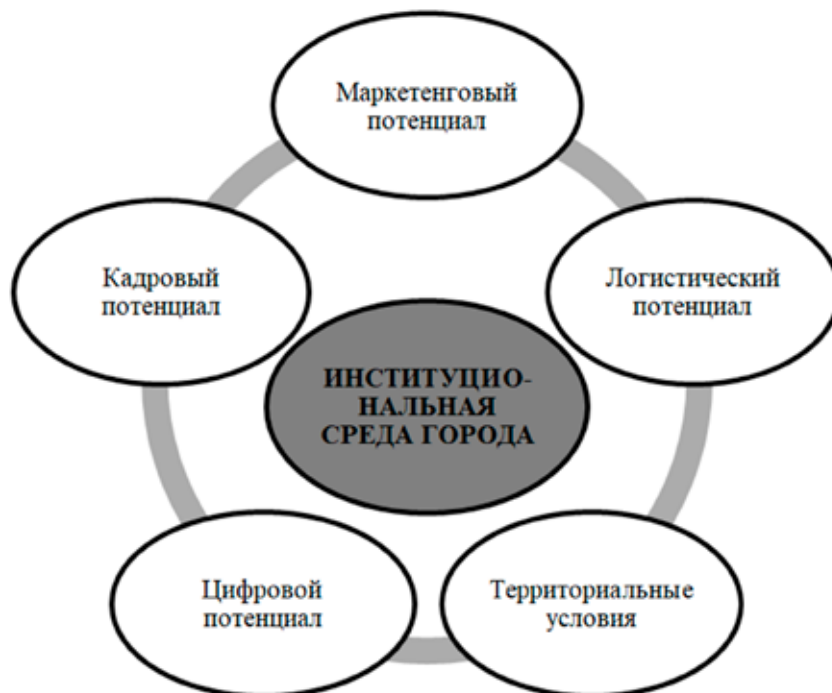 Маркетенговый
потенциал
Кадровый
потенциал
Логистический
потенциал
ИНСТИТУЦИО-
НАЛЬНАЯ
СРЕДА ГОРОДА
Цифровой
потенциал
Территориальные
условия